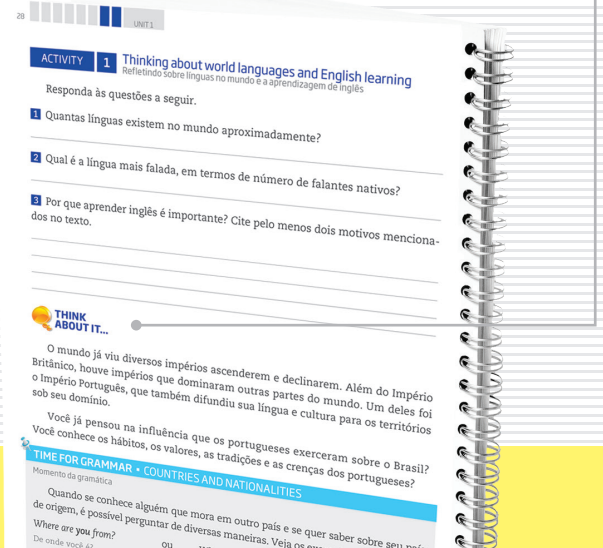 28
UNIT 1
ACTIVITY 1 Thinking about world languages and English learning
Refletindo sobre línguas no mundo e a aprendizagem de inglês
Responda às questões a seguir.
1 Quantas línguas existem no mundo aproximadamente?
2 Qual é a língua mais falada, em termos de número de falantes nativos?
3 Por que aprender inglês é importante? Cite pelo menos dois motivos menciona-
dos no texto.
THINK
ABOUT IT...
O mundo já viu diversos impérios ascenderem e declinarem. Além do Império
Britânico, houve impérios que dominaram outras partes do mundo. Um deles foi
o Império Português, que também difundiu sua língua e cultura para os territórios
sob seu domínio.
Você já pensou na influência que os portugueses exerceram sobre o Brasil?
Você conhece os hábitos, os valores, as tradições e as crenças dos portugueses?
TIME FOR GRAMMAR • COUNTRIES AND NATIONALITIES
Momento da gramática
Quando se conhece alguém que mora em outro país e se quer saber sobre seu
de origem, é possível perguntar de diversas maneiras. Veja os
Where are you from?
De onde você é?
ou